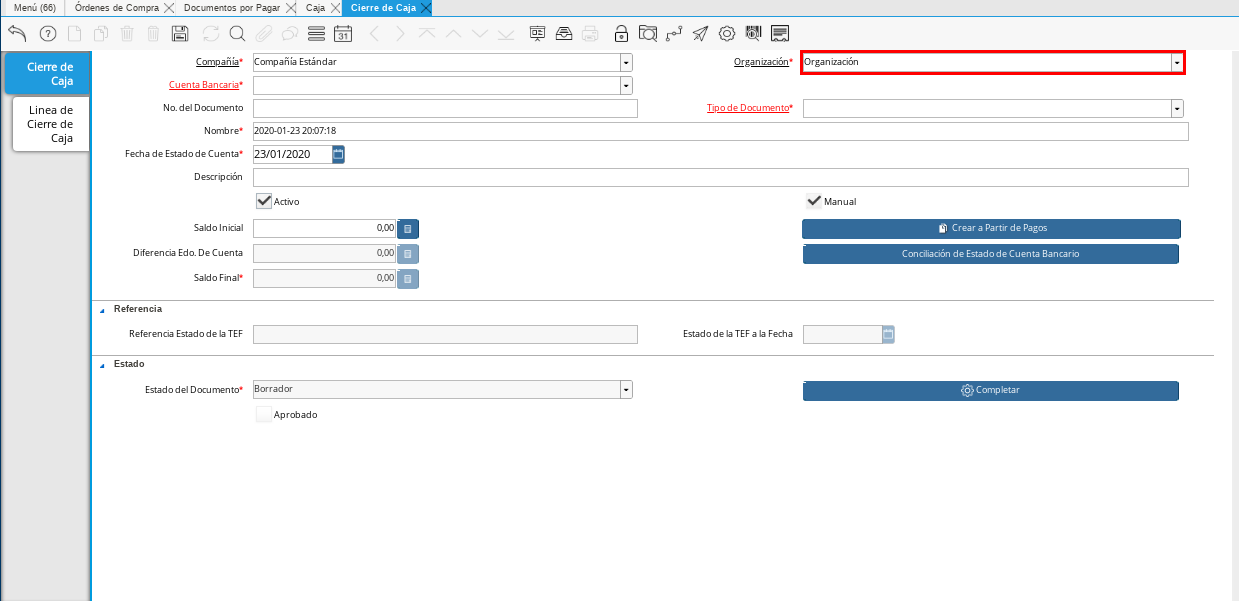 Menú (66) Órdenes de Compra Documentos por Pagar Caja Cierre de Caja
31
Cierre de
Caja
Linea de
Cierre de
Caja
Compañía* Compañía Estándar Organización* Organización
Cuenta Bancaria*
No. del Documento Tipo de Documento*
Nombre* 2020-01-23 20:07:18
Fecha de Estado de Cuenta* 23/01/2020
Descripción
Activo Manual
Saldo Inicial 0,00 Crear a Partir de Pagos
Diferencia Edo. De Cuenta 0,00 Conciliación de Estado de Cuenta Bancario
Saldo Final* 0,00
Referencia
Referencia Estado de la TEF Estado de la TEF a la Fecha
Estado
Estado del Documento* Borrador Completar
Aprobado